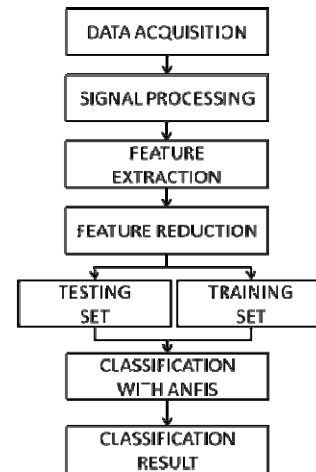 DATA ACQUISITION
SIGNAL PROCESSING
FEATURE
EXTRACTION
FEATURE REDUCTION
TESTING
SET
TRAINING
SET
CLASSIFICATION
WITH ANFIS
CLASSIFICATION
RESULT